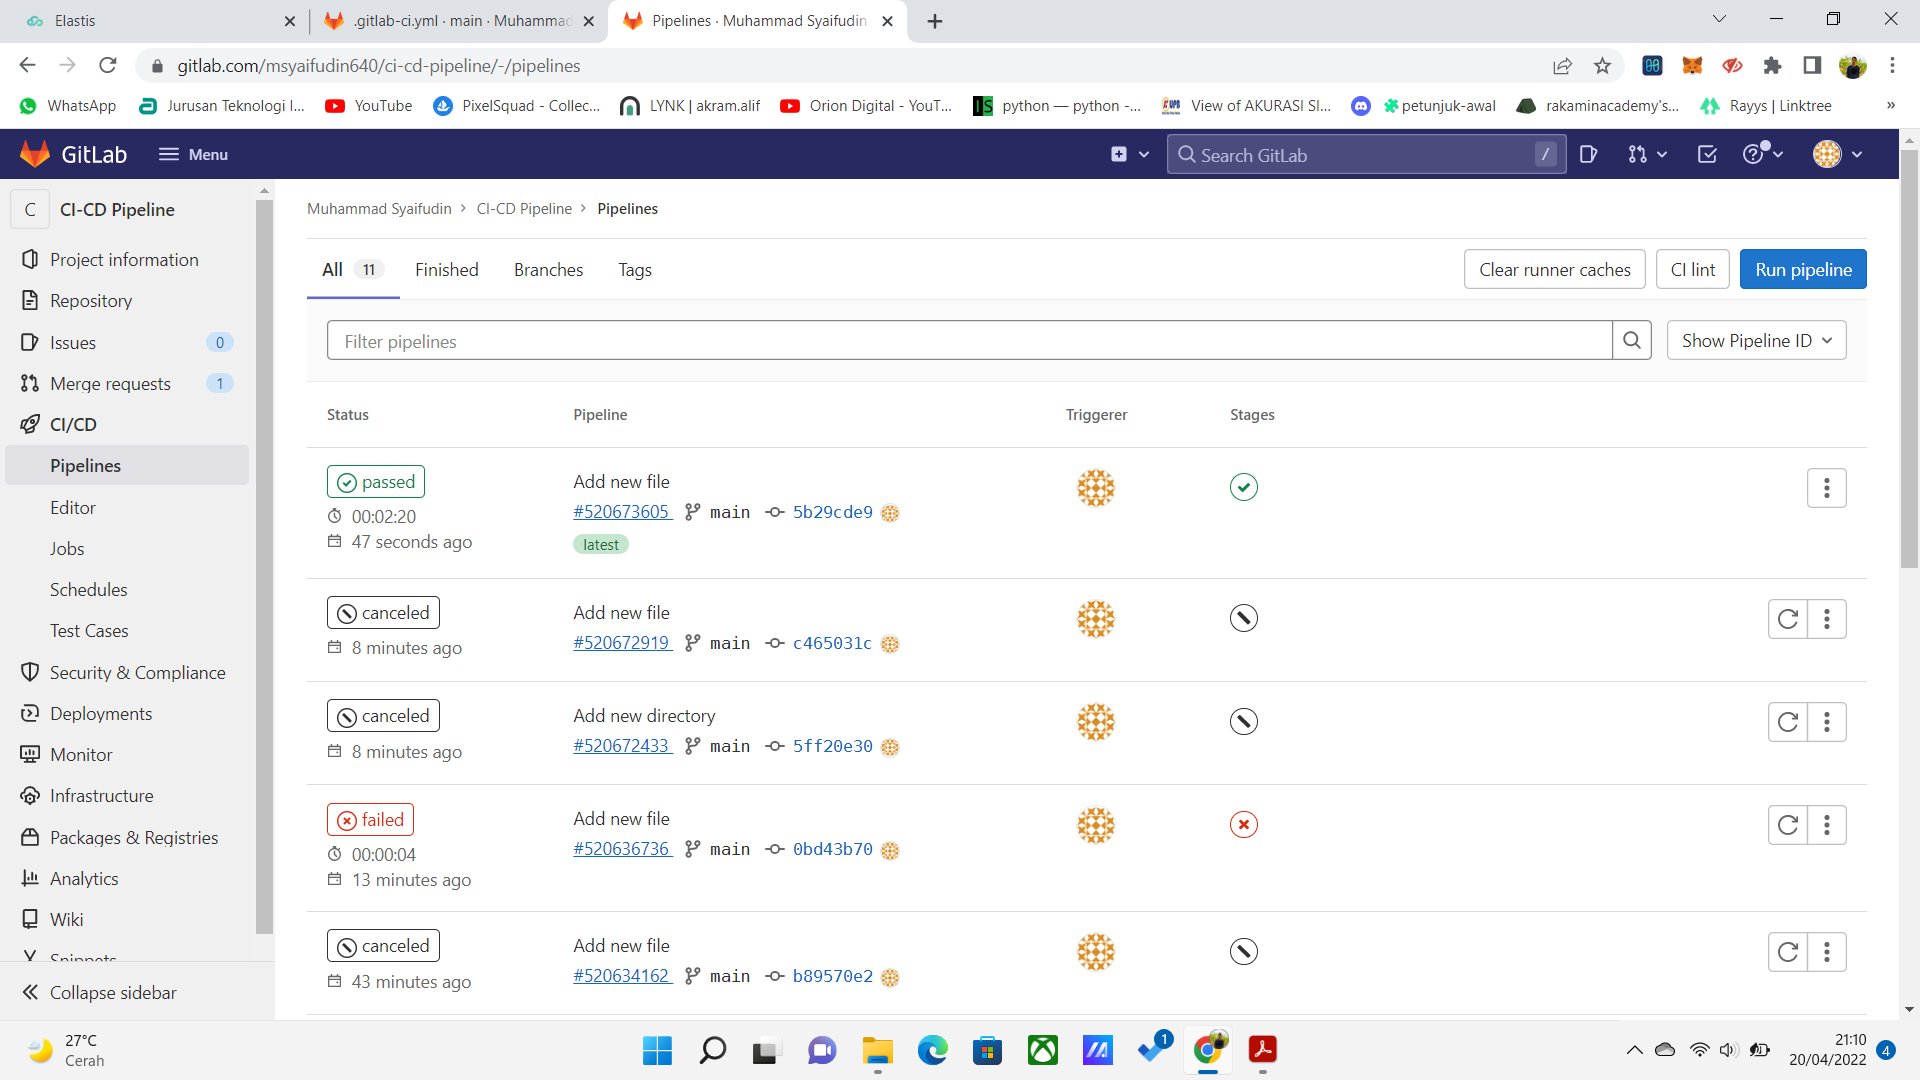 Elastis
.gitlab-ci.yml · main · Muhammad
Pipelines · Muhammad Syaifudin
gitlab.com/msyaifudin640/ci-cd-pipeline/-/pipelines
WhatsApp
Jurusan Teknologi I...
YouTube
PixelSquad - Collec...
LYNK | akram.alif
Orion Digital - YouT...
python — python -...
View of AKURASI SI...
petunjuk-awal
rakaminacademy's...
Rayys | Linktree
»
GitLab
Menu
Search GitLab
/
C
CI-CD Pipeline
Project information
Repository
Issues 0
Merge requests 1
CI/CD
Pipelines
Editor
Jobs
Schedules
Test Cases
Security & Compliance
Deployments
Monitor
Infrastructure
Packages & Registries
Analytics
Wiki
Snippets
Collapse sidebar
Muhammad Syaifudin › CI-CD Pipeline › Pipelines
All 11 Finished Branches Tags
Clear runner caches CI lint Run pipeline
Filter pipelines
Show Pipeline ID
Status Pipeline Triggerer Stages
passed Add new file
00:02:20 #520673605 main 5b29cde9
47 seconds ago latest
canceled Add new file
8 minutes ago #520672919 main c465031c
canceled Add new directory
8 minutes ago #520672433 main 5ff20e30
failed Add new file
00:00:04 #520636736 main 0bd43b70
13 minutes ago
canceled Add new file
43 minutes ago #520634162 main b89570e2
27°C
Cerah
1
21:10
20/04/2022
4